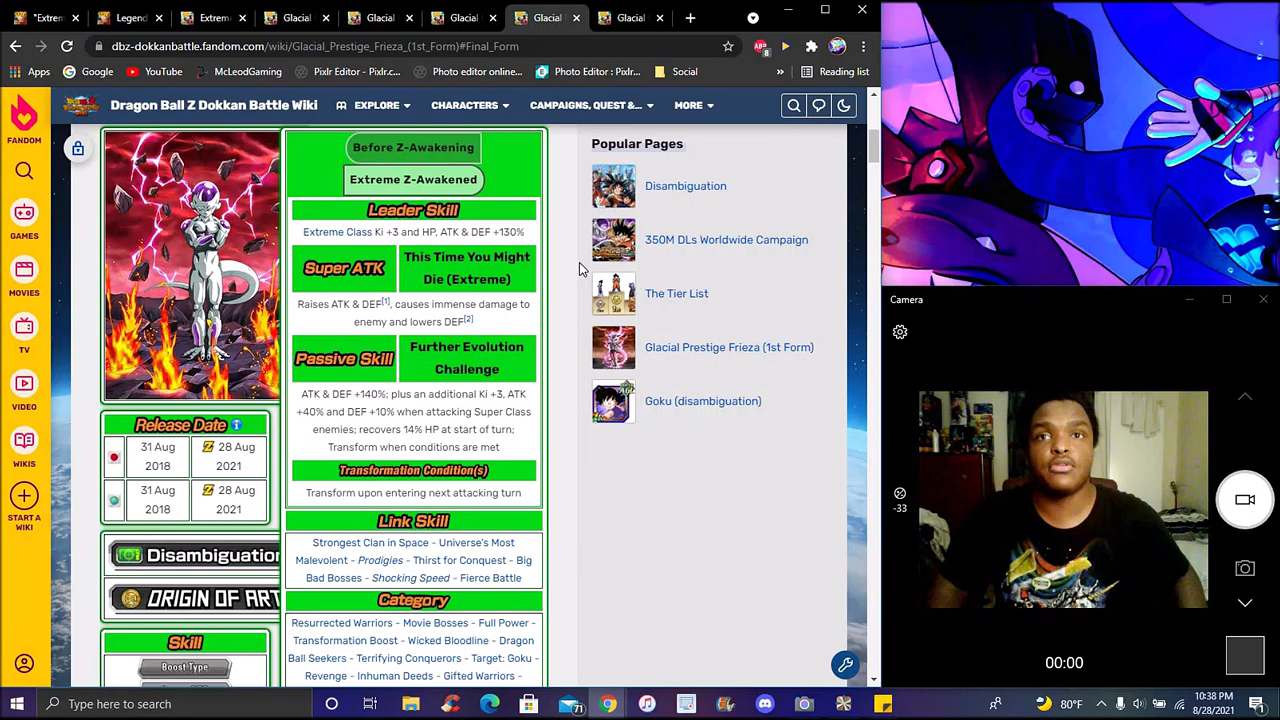 "Extrem
Legend
Extrem
Glacial
Glacial
Glacial
Glacial
Glacial
dbz-dokkanbattle.fandom.com/wiki/Glacial_Prestige_Frieza_(1st_Form)#Final_Form
8
Apps
Google
YouTube
McLeodGaming
Pixlr Editor - Pixlr...
Photo online editor...
Photo Editor : Pixlr...
Social
»
Reading list
FANDOM
GAMES
MOVIES
TV
VIDEO
WIKIS
START A
WIKI
Dragon Ball Z Dokkan Battle Wiki
EXPLORE
CHARACTERS
CAMPAIGNS, QUEST &...
MORE
Before Z-Awakening
Extreme Z-Awakened
Leader Skill
Extreme Class Ki +3 and HP, ATK & DEF +130%
Super ATK
This Time You Might
Die (Extreme)
Raises ATK & DEF[1], causes immense damage to
enemy and lowers DEF[2]
Passive Skill
Further Evolution
Challenge
ATK & DEF +140%; plus an additional Ki +3, ATK
+40% and DEF +10% when attacking Super Class
enemies; recovers 14% HP at start of turn;
Transform when conditions are met
Transformation Condition(s)
Transform upon entering next attacking turn
Link Skill
Strongest Clan in Space - Universe's Most
Malevolent - Prodigies - Thirst for Conquest - Big
Bad Bosses - Shocking Speed - Fierce Battle
Category
Resurrected Warriors - Movie Bosses - Full Power -
Transformation Boost - Wicked Bloodline - Dragon
Ball Seekers - Terrifying Conquerors - Target: Goku -
Revenge - Inhuman Deeds - Gifted Warriors -
Release Date
31 Aug
2018
28 Aug
2021
31 Aug
2018
28 Aug
2021
Disambiguation
ORIGIN OF ART
Skill
Boost Type
Popular Pages
Disambiguation
350M DLs Worldwide Campaign
The Tier List
Glacial Prestige Frieza (1st Form)
Goku (disambiguation)
Camera
-33
00:00
Type here to search
71
80°F
10:38 PM
8/28/2021